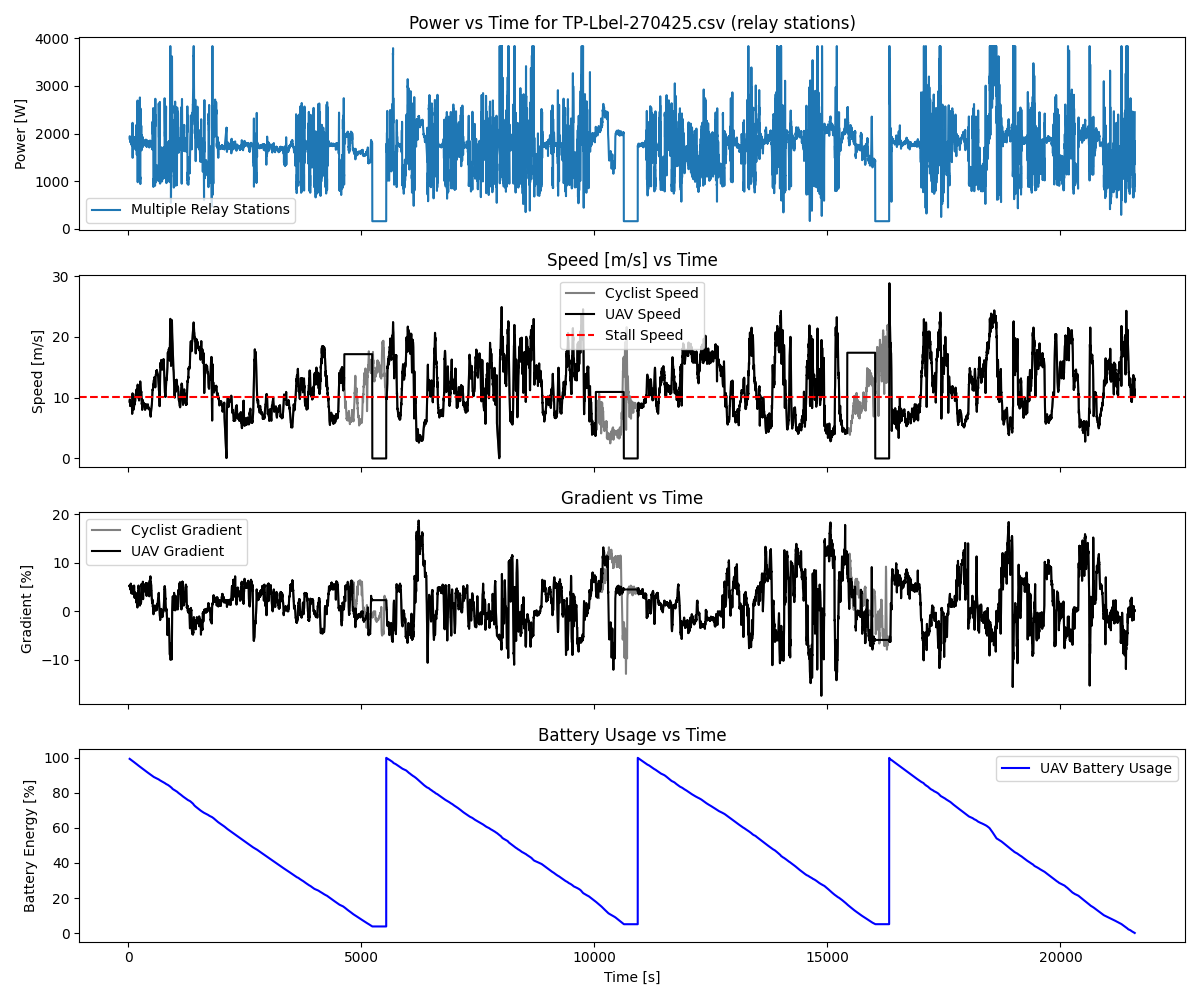 Power vs Time for TP-Lbel-270425.csv (relay stations)
Power [W]
4000
3000
2000
1000
0
Multiple Relay Stations
Speed [m/s] vs Time
Speed [m/s]
30
20
10
0
Cyclist Speed
UAV Speed
Stall Speed
Gradient vs Time
Gradient [%]
20
10
0
−10
Cyclist Gradient
UAV Gradient
Battery Usage vs Time
Battery Energy [%]
100
80
60
40
20
0
UAV Battery Usage
0 5000 10000 15000 20000
Time [s]